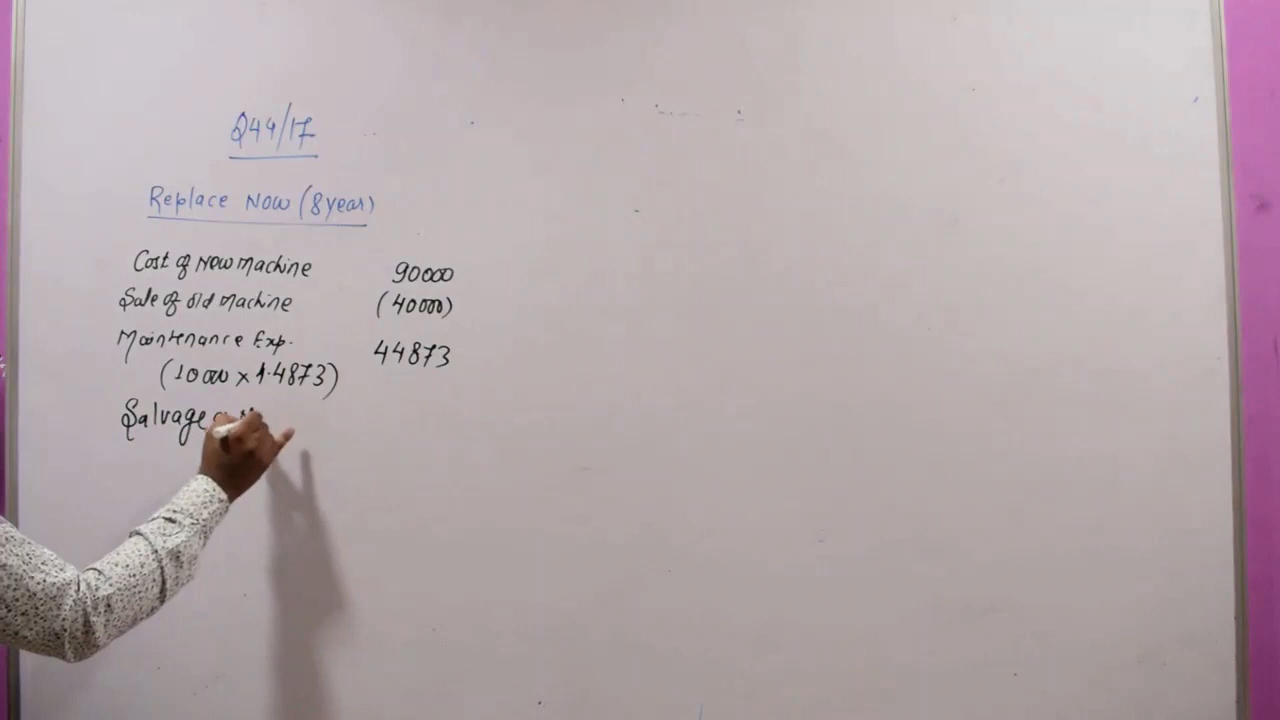 Q44/17
Replace Now (8 year)
Cost of New Machine 90000
Sale of old Machine (40000)
Maintenance Exp. 44873
(10000 × 4.4873)
Salvage